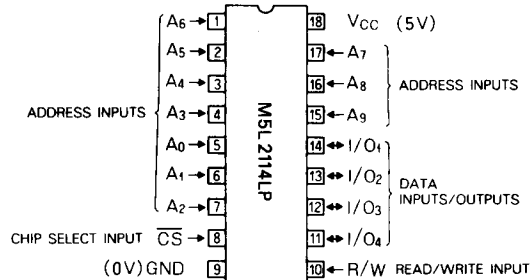 A6 → 1 18 VCC (5V)
A5 → 2 17 ← A7
A4 → 3 16 ← A8
A3 → 4 15 ← A9
ADDRESS INPUTS
ADDRESS INPUTS
A0 → 5 14 ↔ I/O1
A1 → 6 13 ↔ I/O2
A2 → 7 12 ↔ I/O3
DATA
INPUTS/OUTPUTS
CHIP SELECT INPUT C̅S̅ → 8 11 ↔ I/O4
(0V) GND 9 10 ← R/W READ/WRITE INPUT
M5L 2114LP